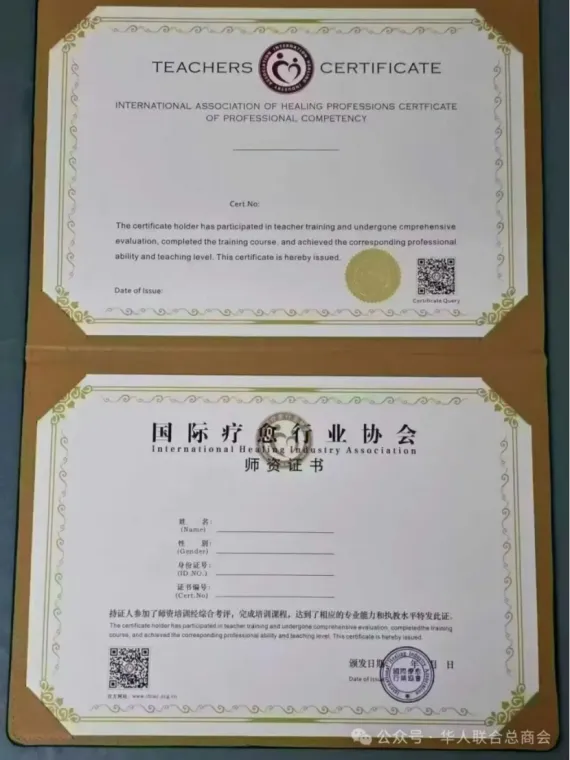 TEACHERS CERTIFICATE
INTERNATIONAL ASSOCIATION OF HEALING PROFESSIONS CERTFICATE
OF PROFESSIONAL COMPETENCY
Cert.No:
The certificate holder has participated in teacher training and undergone cmprehensive
evaluation, completed the training course, and achieved the corresponding professional
ability and teaching level. This certificate is hereby issued.
Date of Issue:
Certificate Query
国际疗愈行业协会
International Healing Industry Association
师资证书
姓 名:
(Name)
性 别:
(Gender)
身份证号:
(ID.NO.)
证书编号:
(Cert.No)
持证人参加了师资培训经综合考评，完成培训课程，达到了相应的专业能力和执教水平特发此证。
The certificate holder has participated in teacher training and undergone comprehensive evaluation, completed the training
course, and achieved the corresponding professional ability and teaching level. This certificate is hereby issued.
颁发日期: 年 月 日
Date of Issue
官方网站:
公众号 · 华人联合总商会